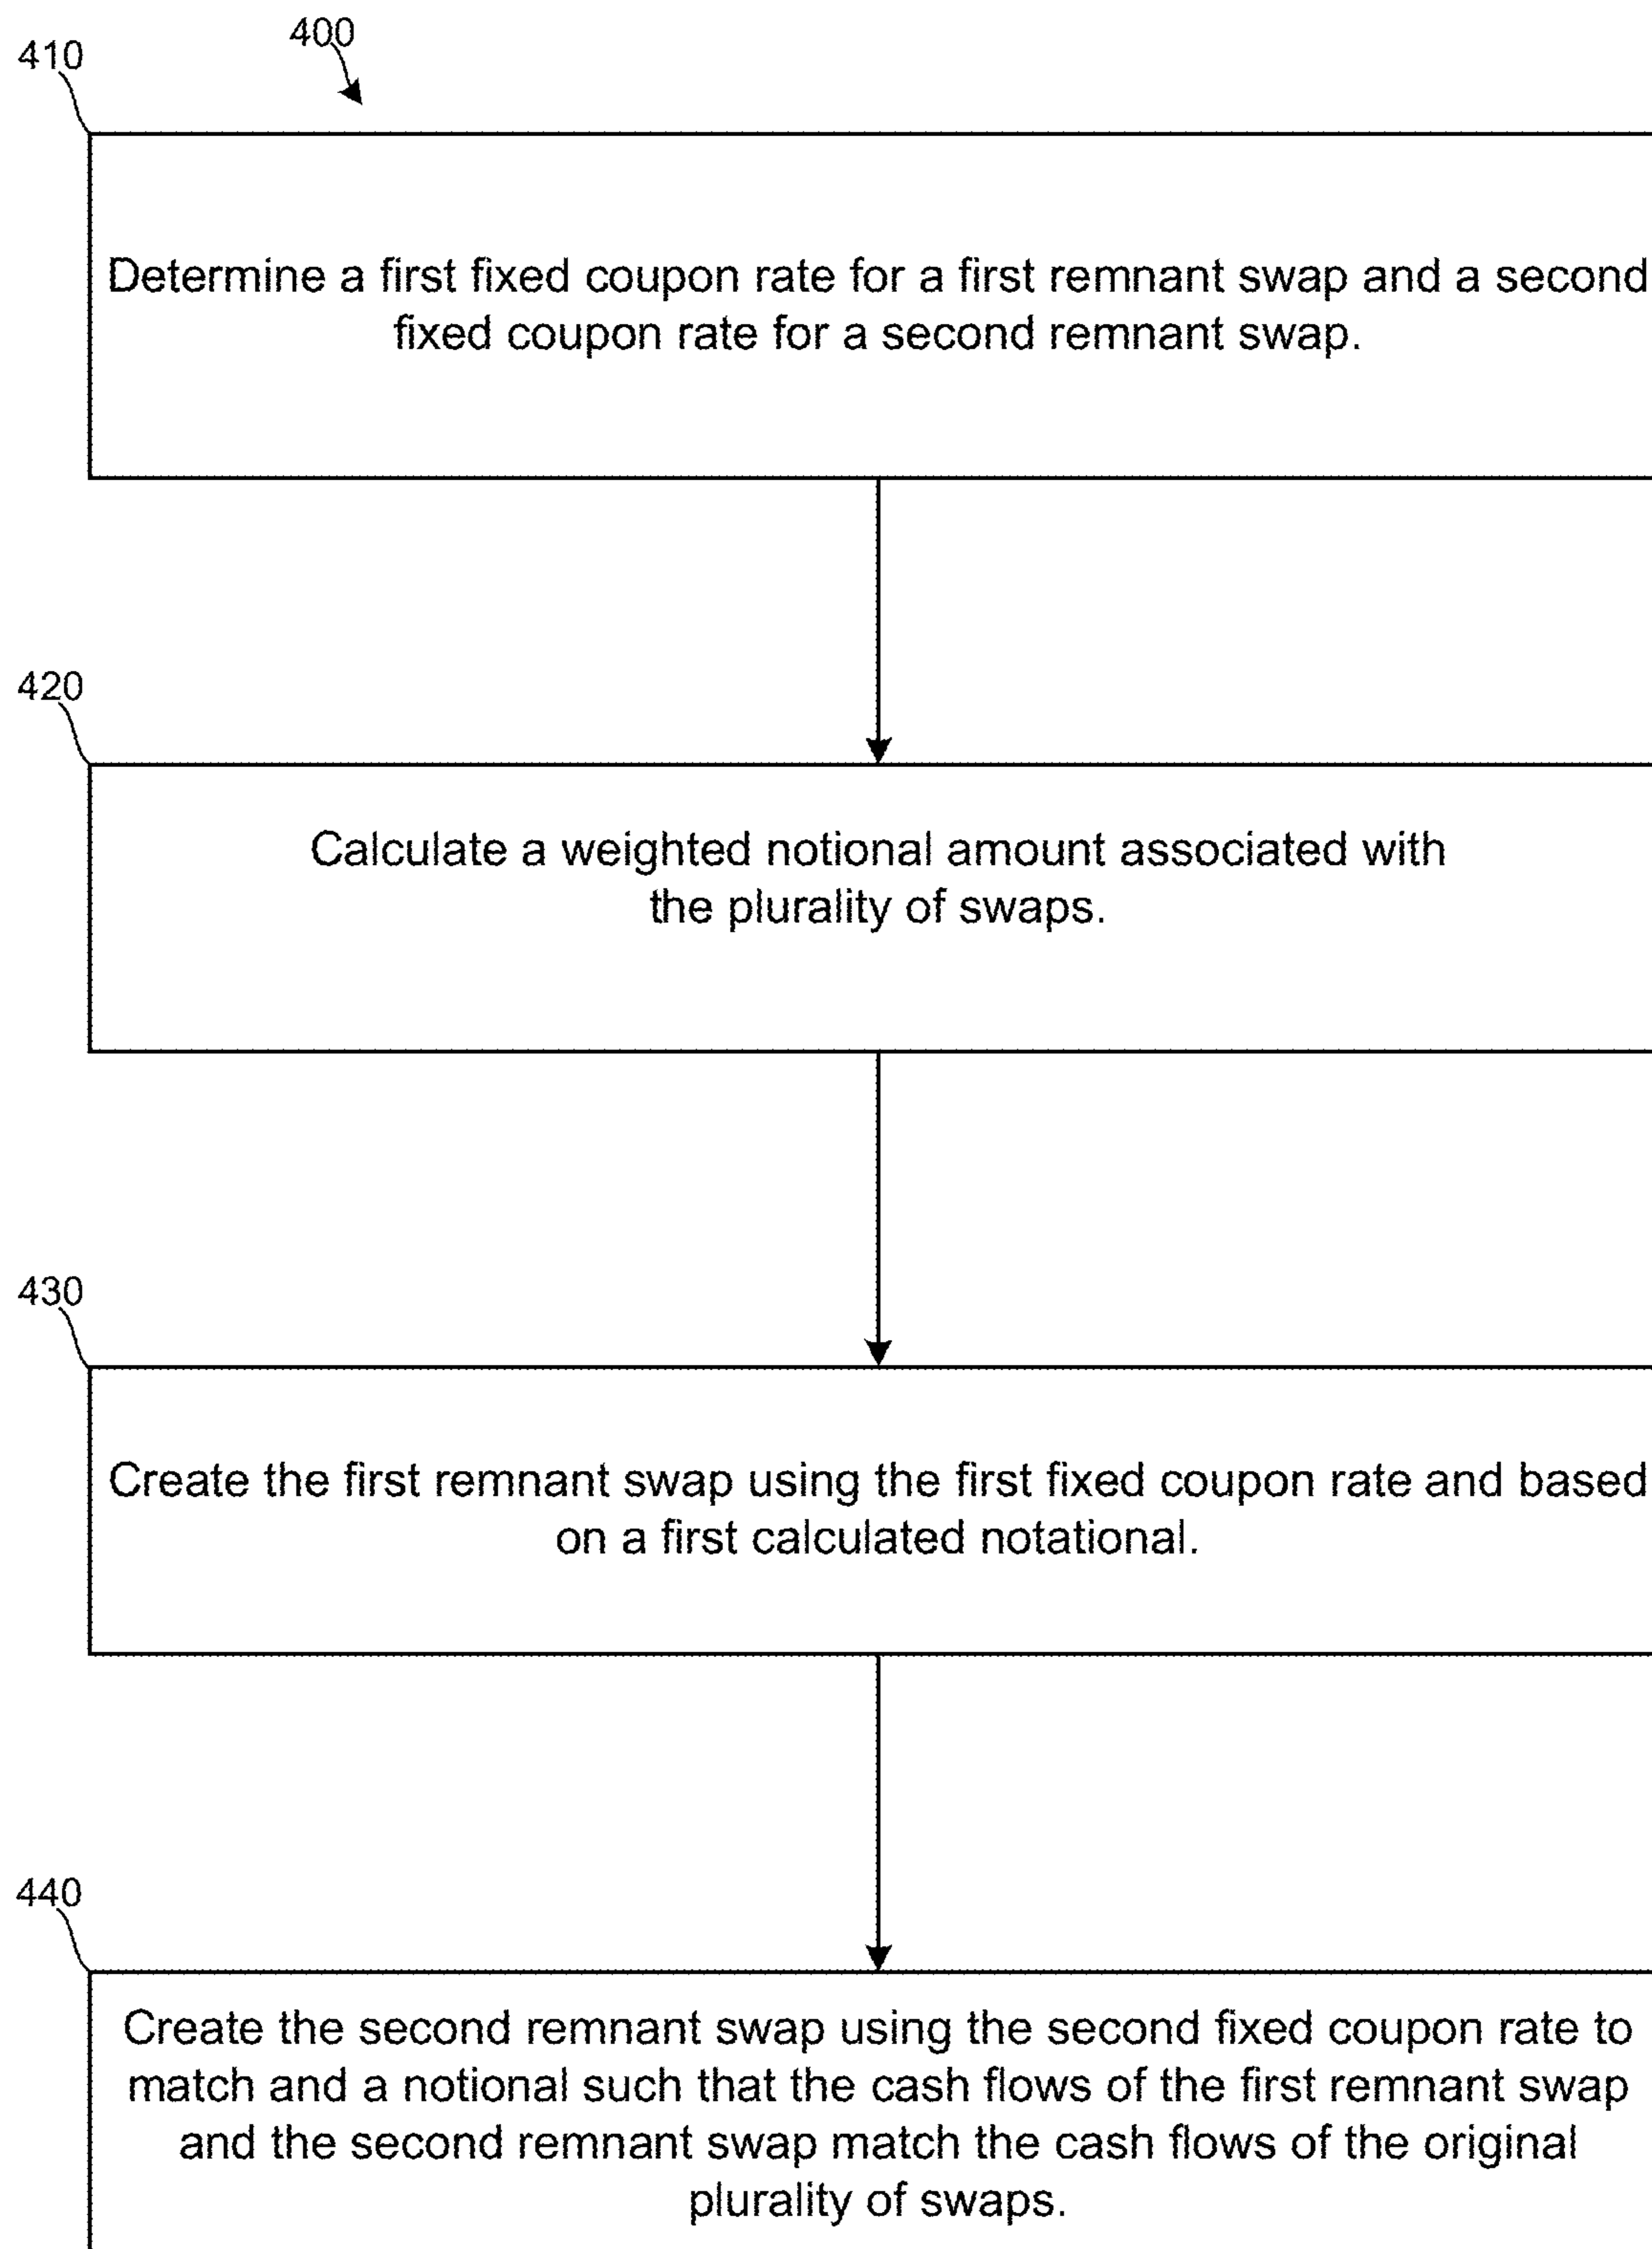 400
410
Determine a first fixed coupon rate for a first remnant swap and a second
fixed coupon rate for a second remnant swap.
420
Calculate a weighted notional amount associated with
the plurality of swaps.
430
Create the first remnant swap using the first fixed coupon rate and based
on a first calculated notational.
440
Create the second remnant swap using the second fixed coupon rate to
match and a notional such that the cash flows of the first remnant swap
and the second remnant swap match the cash flows of the original
plurality of swaps.